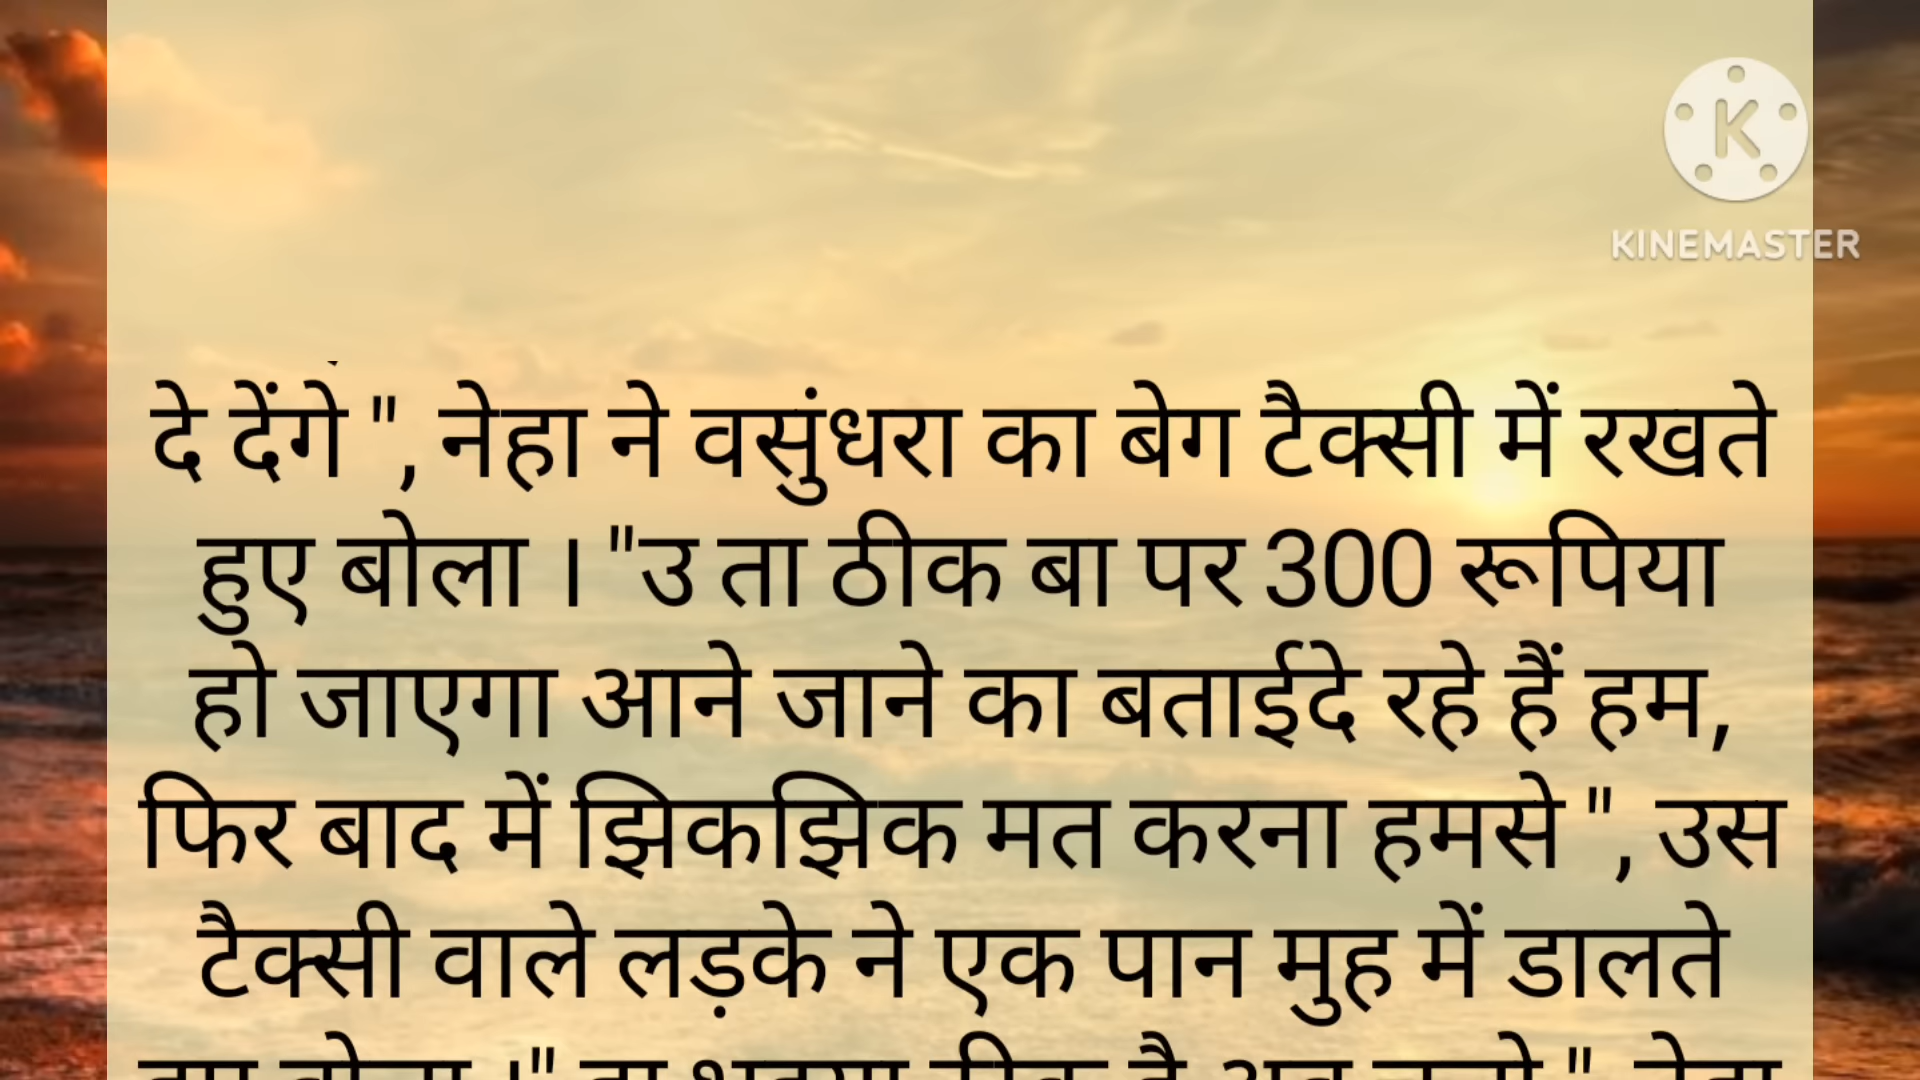 KINEMASTER
दे देंगे ", नेहा ने वसुंधरा का बेग टैक्सी में रखते
हुए बोला । "उ ता ठीक बा पर 300 रूपिया
हो जाएगा आने जाने का बताईदे रहे हैं हम,
फिर बाद में झिकझिक मत करना हमसे ", उस
टैक्सी वाले लड़के ने एक पान मुह में डालते